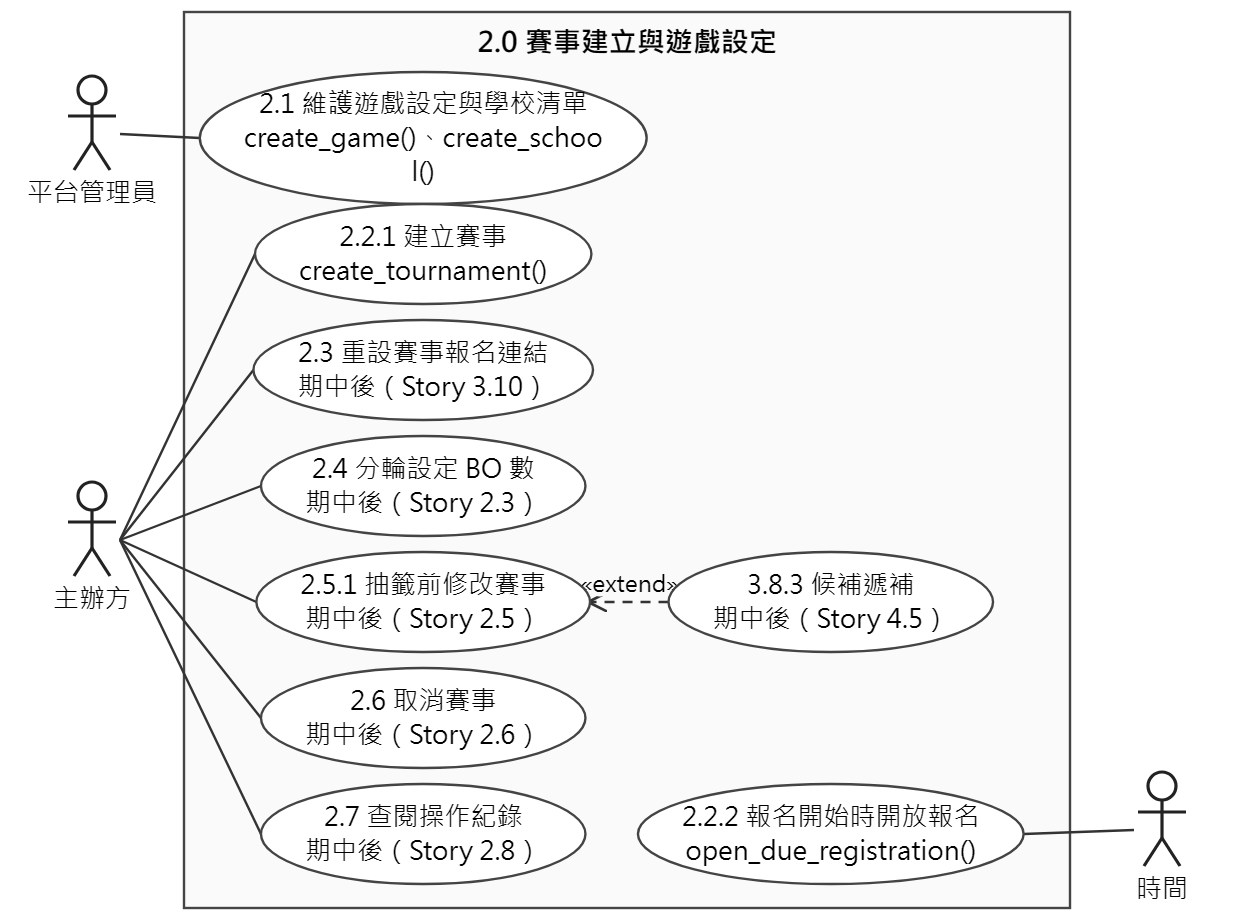 2.0 賽事建立與遊戲設定
2.1 維護遊戲設定與學校清單
create_game()、create_schoo
l()
平台管理員
2.2.1 建立賽事
create_tournament()
2.3 重設賽事報名連結
期中後（Story 3.10）
2.4 分輪設定 BO 數
期中後（Story 2.3）
主辦方
2.5.1 抽籤前修改賽事
期中後（Story 2.5）
«extend»
3.8.3 候補遞補
期中後（Story 4.5）
2.6 取消賽事
期中後（Story 2.6）
2.7 查閱操作紀錄
期中後（Story 2.8）
2.2.2 報名開始時開放報名
open_due_registration()
時間